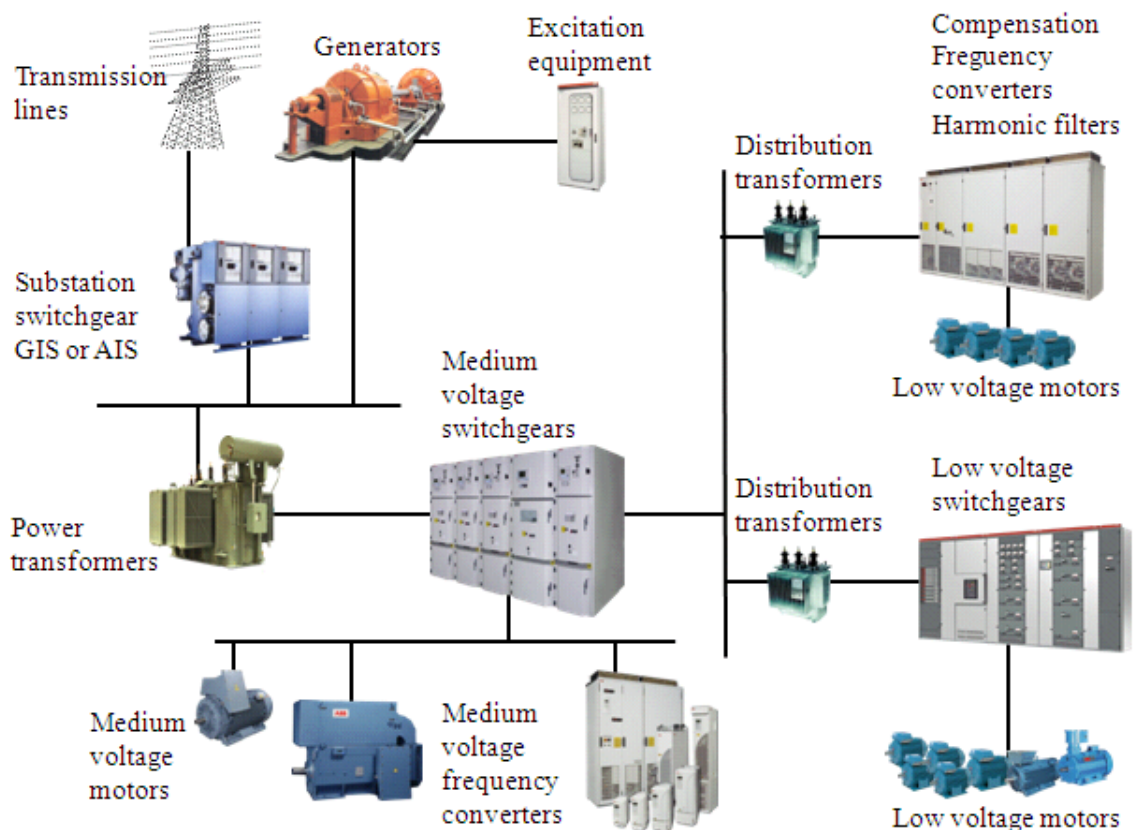 Transmission
lines
Generators
Excitation
equipment
Compensation
Freguency
converters
Harmonic filters
Distribution
transformers
Substation
switchgear
GIS or AIS
Low voltage motors
Medium
voltage
switchgears
Power
transformers
Distribution
transformers
Low voltage
switchgears
Medium
voltage
motors
ABB
Medium
voltage
frequency
converters
Low voltage motors